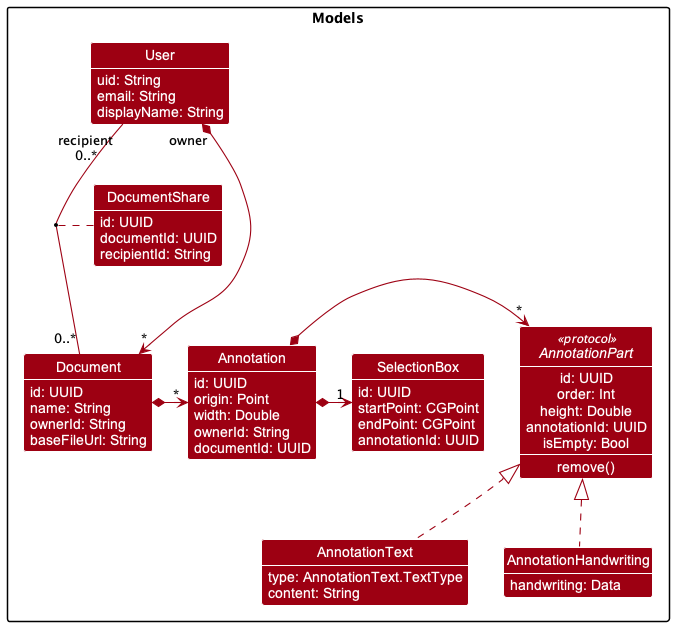 Models
User
uid: String
email: String
displayName: String
recipient
0..*
owner
DocumentShare
id: UUID
documentId: UUID
recipientId: String
0..*
*
Document
id: UUID
name: String
ownerId: String
baseFileUrl: String
*
Annotation
id: UUID
origin: Point
width: Double
ownerId: String
documentId: UUID
1
SelectionBox
id: UUID
startPoint: CGPoint
endPoint: CGPoint
annotationId: UUID
*
«protocol»
AnnotationPart
id: UUID
order: Int
height: Double
annotationId: UUID
isEmpty: Bool
remove()
AnnotationText
type: AnnotationText.TextType
content: String
AnnotationHandwriting
handwriting: Data